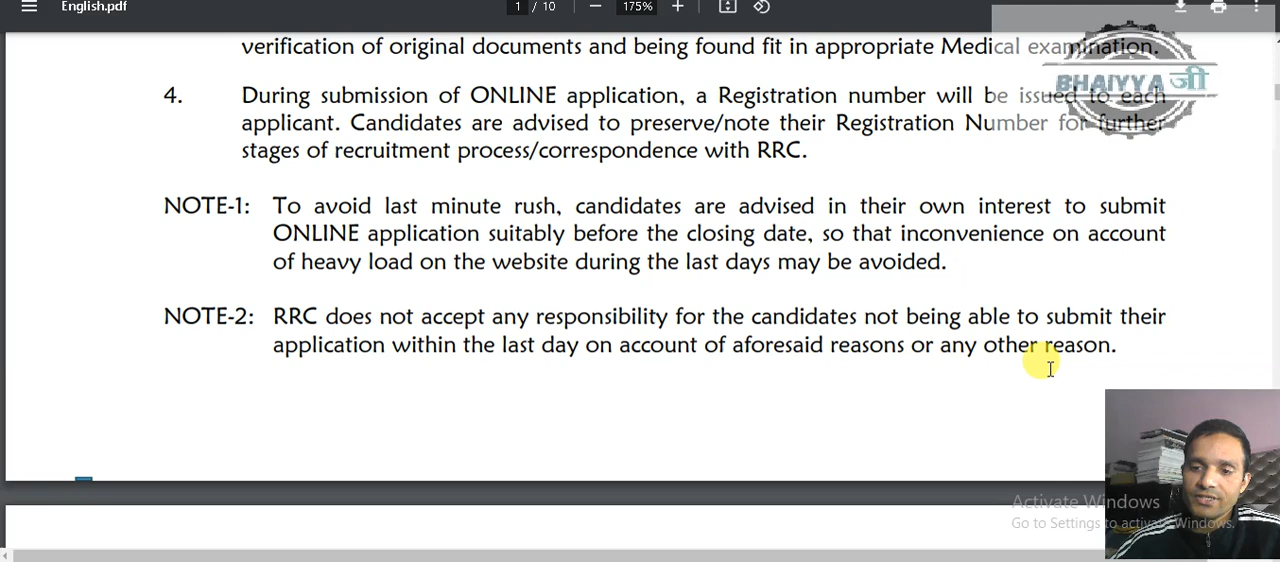 English.pdf
1 / 10
175%
verification of original documents and being found fit in appropriate Medical examination.
BHAIYYA जी
4. During submission of ONLINE application, a Registration number will be issued to each
applicant. Candidates are advised to preserve/note their Registration Number for further
stages of recruitment process/correspondence with RRC.
NOTE-1: To avoid last minute rush, candidates are advised in their own interest to submit
ONLINE application suitably before the closing date, so that inconvenience on account
of heavy load on the website during the last days may be avoided.
NOTE-2: RRC does not accept any responsibility for the candidates not being able to submit their
application within the last day on account of aforesaid reasons or any other reason.
Activate Windows
Go to Settings to activate Windows.